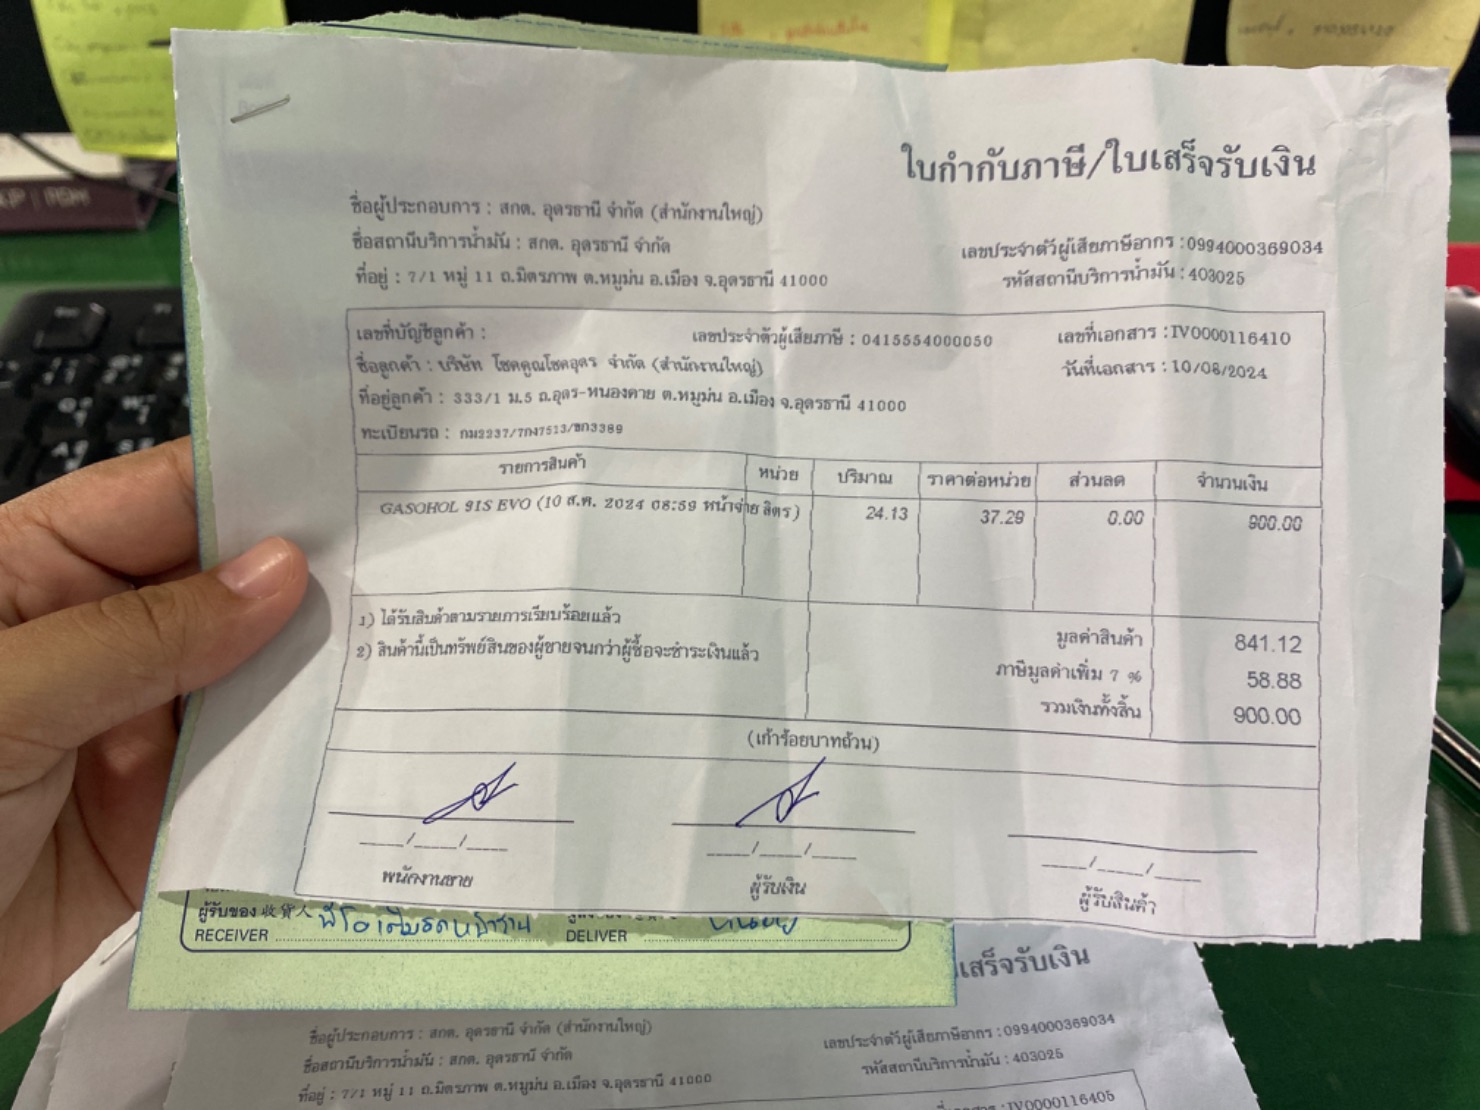 ใบกำกับภาษี/ใบเสร็จรับเงิน
ชื่อผู้ประกอบการ : สกต. อุดรธานี จำกัด (สำนักงานใหญ่)
ชื่อสถานีบริการน้ำมัน : สกต. อุดรธานี จำกัด
เลขประจำตัวผู้เสียภาษีอากร :0994000369034
ที่อยู่ : 7/1 หมู่ 11 ถ.มิตรภาพ ต.หมูม่น อ.เมือง จ.อุดรธานี 41000
รหัสสถานีบริการน้ำมัน : 403025
เลขที่บัญชีลูกค้า : เลขประจำตัวผู้เสียภาษี : 0415554000050 เลขที่เอกสาร :IV0000116410
ชื่อลูกค้า : บริษัท โชคคูณโชคอุดร จำกัด (สำนักงานใหญ่) วันที่เอกสาร : 10/08/2024
ที่อยู่ลูกค้า : 333/1 ม.5 ถ.อุดร-หนองคาย ต.หมูม่น อ.เมือง จ.อุดรธานี 41000
ทะเบียนรถ :
รายการสินค้า หน่วย ปริมาณ ราคาต่อหน่วย ส่วนลด จำนวนเงิน
GASOHOL 91S EVO (10 ส.ค. 2024 08:59 หน้าจ่าย ลิตร) 24.13 37.29 0.00 900.00
1) ได้รับสินค้าตามรายการเรียบร้อยแล้ว
2) สินค้านี้เป็นทรัพย์สินของผู้ขายจนกว่าผู้ซื้อจะชำระเงินแล้ว
มูลค่าสินค้า 841.12
ภาษีมูลค่าเพิ่ม 7 % 58.88
รวมเงินทั้งสิ้น 900.00
(เก้าร้อยบาทถ้วน)
____/____/____ ____/____/____ ____/____/____
พนักงานขาย ผู้รับเงิน ผู้รับสินค้า
ผู้รับของ 收貨人
RECEIVER DELIVER
เสร็จรับเงิน
ชื่อผู้ประกอบการ : สกต. อุดรธานี จำกัด (สำนักงานใหญ่)
เลขประจำตัวผู้เสียภาษีอากร :0994000369034
ชื่อสถานีบริการน้ำมัน : สกต. อุดรธานี จำกัด
รหัสสถานีบริการน้ำมัน : 403025
ที่อยู่ : 7/1 หมู่ 11 ถ.มิตรภาพ ต.หมูม่น อ.เมือง จ.อุดรธานี 41000
:IV0000116405